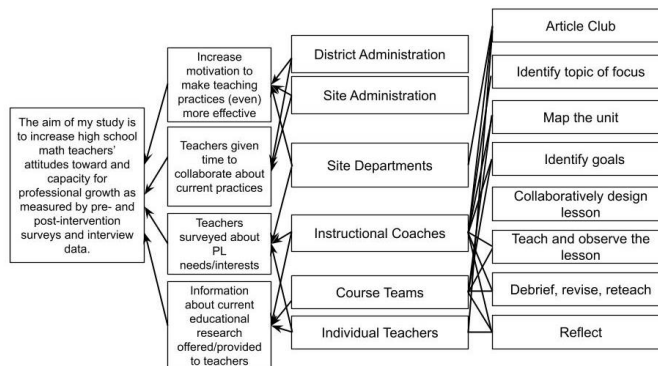 The aim of my study is
to increase high school
math teachers'
attitudes toward and
capacity for
professional growth as
measured by pre- and
post-intervention
surveys and interview
data.
Increase
motivation to
make teaching
practices (even)
more effective
Teachers given
time to
collaborate about
current practices
Teachers
surveyed about
PL
needs/interests
Information
about current
educational
research
offered/provided
to teachers
District Administration
Site Administration
Site Departments
Instructional Coaches
Course Teams
Individual Teachers
Article Club
Identify topic of focus
Map the unit
Identify goals
Collaboratively design
lesson
Teach and observe the
lesson
Debrief, revise, reteach
Reflect